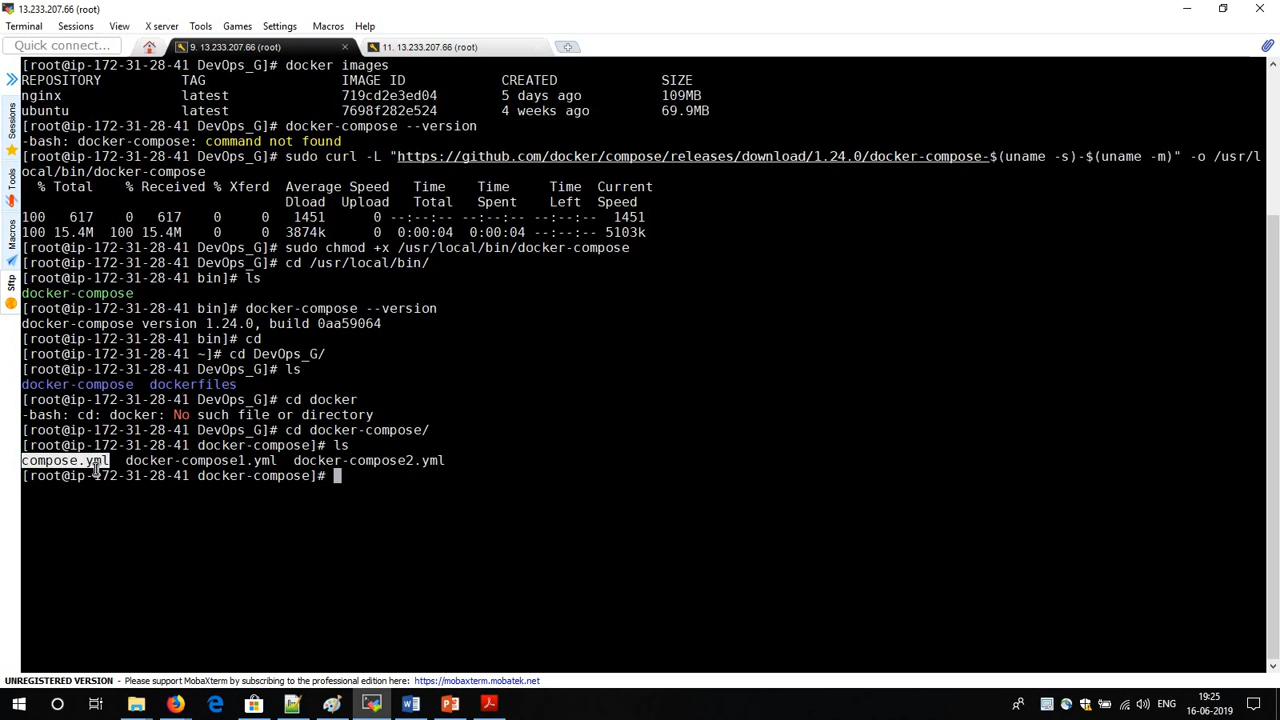 13.233.207.66 (root)
Terminal Sessions View X server Tools Games Settings Macros Help
Quick connect... 9. 13.233.207.66 (root) 11. 13.233.207.66 (root)
[root@ip-172-31-28-41 DevOps_G]# docker images
REPOSITORY TAG IMAGE ID CREATED SIZE
nginx latest 719cd2e3ed04 5 days ago 109MB
ubuntu latest 7698f282e524 4 weeks ago 69.9MB
[root@ip-172-31-28-41 DevOps_G]# docker-compose --version
-bash: docker-compose: command not found
[root@ip-172-31-28-41 DevOps_G]# sudo curl -L "https://github.com/docker/compose/releases/download/1.24.0/docker-compose-$(uname -s)-$(uname -m)" -o /usr/l
ocal/bin/docker-compose
% Total % Received % Xferd Average Speed Time Time Time Current
Dload Upload Total Spent Left Speed
100 617 0 617 0 0 1451 0 --:--:-- --:--:-- --:--:-- 1451
100 15.4M 100 15.4M 0 0 3874k 0 0:00:04 0:00:04 --:--:-- 5103k
[root@ip-172-31-28-41 DevOps_G]# sudo chmod +x /usr/local/bin/docker-compose
[root@ip-172-31-28-41 DevOps_G]# cd /usr/local/bin/
[root@ip-172-31-28-41 bin]# ls
docker-compose
[root@ip-172-31-28-41 bin]# docker-compose --version
docker-compose version 1.24.0, build 0aa59064
[root@ip-172-31-28-41 bin]# cd
[root@ip-172-31-28-41 ~]# cd DevOps_G/
[root@ip-172-31-28-41 DevOps_G]# ls
docker-compose dockerfiles
[root@ip-172-31-28-41 DevOps_G]# cd docker
-bash: cd: docker: No such file or directory
[root@ip-172-31-28-41 DevOps_G]# cd docker-compose/
[root@ip-172-31-28-41 docker-compose]# ls
compose.yml docker-compose1.yml docker-compose2.yml
[root@ip-172-31-28-41 docker-compose]#
Sessions
Tools
Macros
Sftp
UNREGISTERED VERSION - Please support MobaXterm by subscribing to the professional edition here: https://mobaxterm.mobatek.net
ENG
19:25
16-06-2019